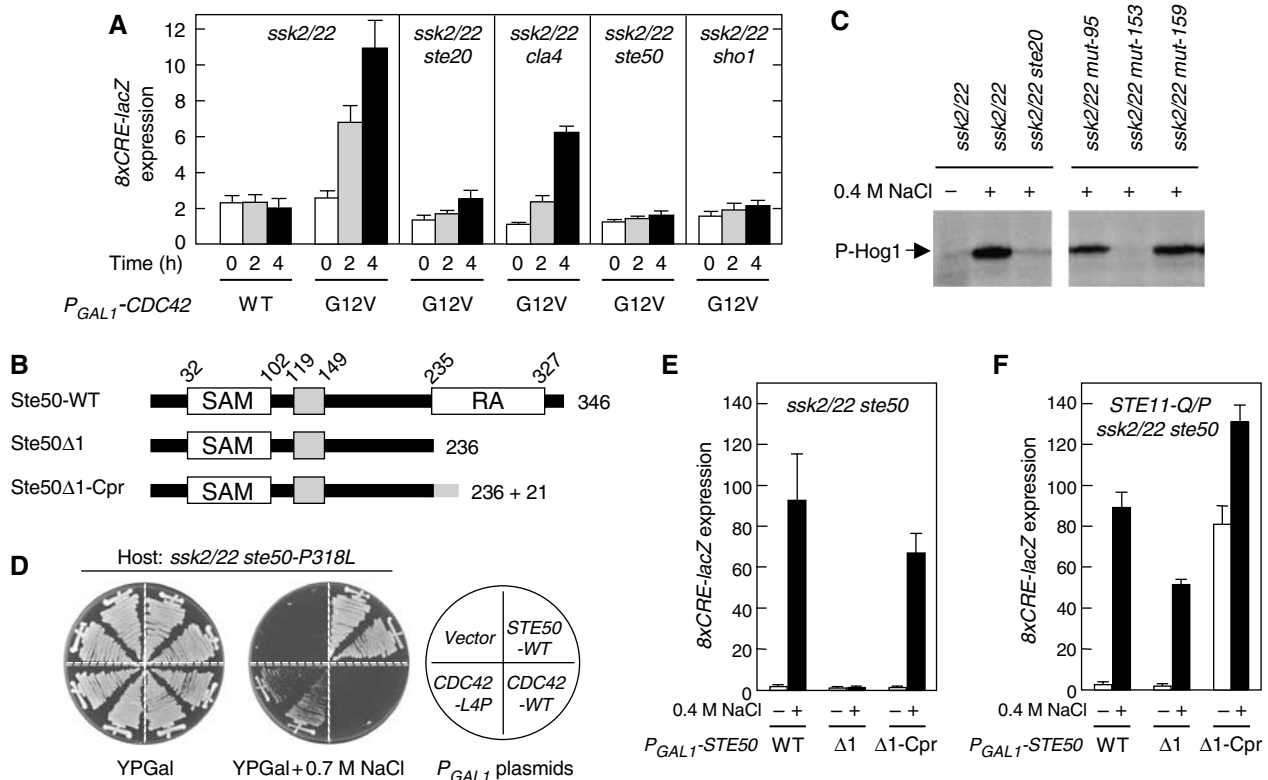 A
8xCRE-lacZ
expression
12
10
8
6
4
2
0
ssk2/22
ssk2/22
ste20
ssk2/22
cla4
ssk2/22
ste50
ssk2/22
sho1
Time (h) 0 2 4 0 2 4 0 2 4 0 2 4 0 2 4 0 2 4
P_GAL1-CDC42 WT G12V G12V G12V G12V G12V
C
ssk2/22
ssk2/22
ssk2/22 ste20
ssk2/22 mut-95
ssk2/22 mut-153
ssk2/22 mut-159
0.4 M NaCl – + + + + +
P-Hog1
B
32 102 119 149 235 327
Ste50-WT SAM RA 346
Ste50Δ1 SAM 236
Ste50Δ1-Cpr SAM 236 + 21
D
Host: ssk2/22 ste50-P318L
YPGal
YPGal + 0.7 M NaCl
Vector
STE50
-WT
CDC42
-L4P
CDC42
-WT
P_GAL1 plasmids
E
8xCRE-lacZ expression
140
120
100
80
60
40
20
0
ssk2/22 ste50
0.4 M NaCl – + – + – +
P_GAL1-STE50 WT Δ1 Δ1-Cpr
F
8xCRE-lacZ expression
140
120
100
80
60
40
20
0
STE11-Q/P
ssk2/22 ste50
0.4 M NaCl – + – + – +
P_GAL1-STE50 WT Δ1 Δ1-Cpr